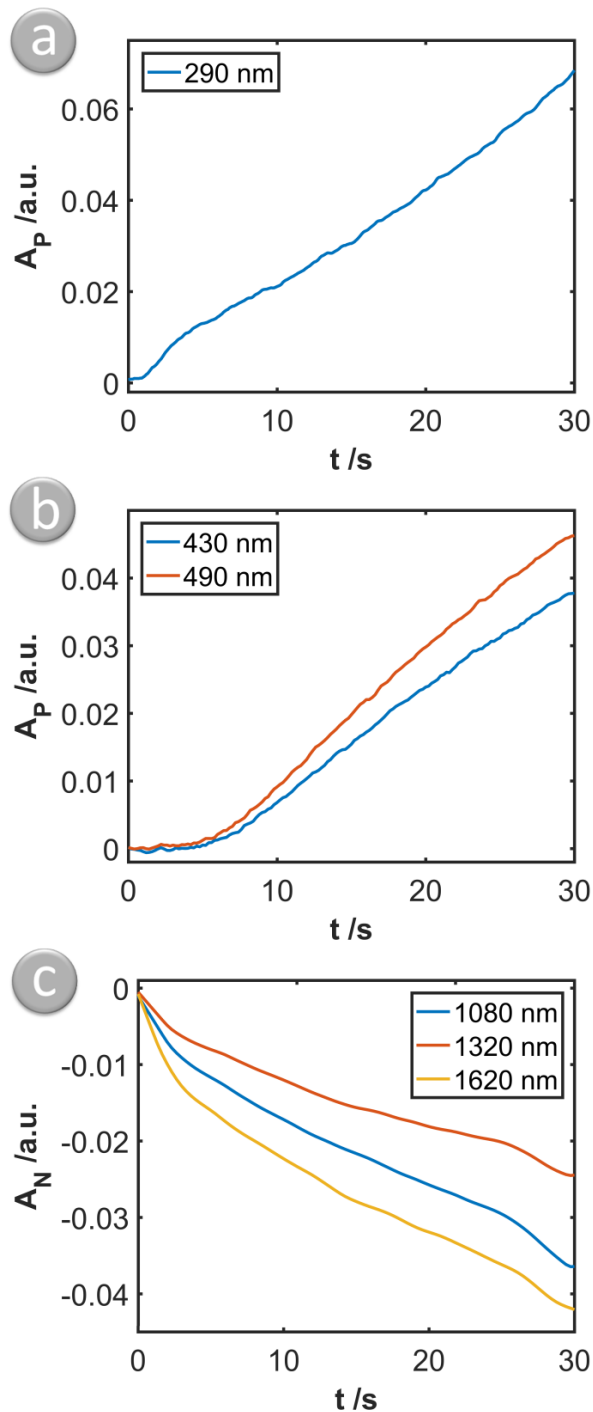 a
290 nm
0.06
0.04
0.02
0
A_P /a.u.
0 10 20 30
t /s
b
430 nm
490 nm
0.04
0.03
0.02
0.01
0
A_P /a.u.
0 10 20 30
t /s
c
1080 nm
1320 nm
1620 nm
0
-0.01
-0.02
-0.03
-0.04
A_N /a.u.
0 10 20 30
t /s